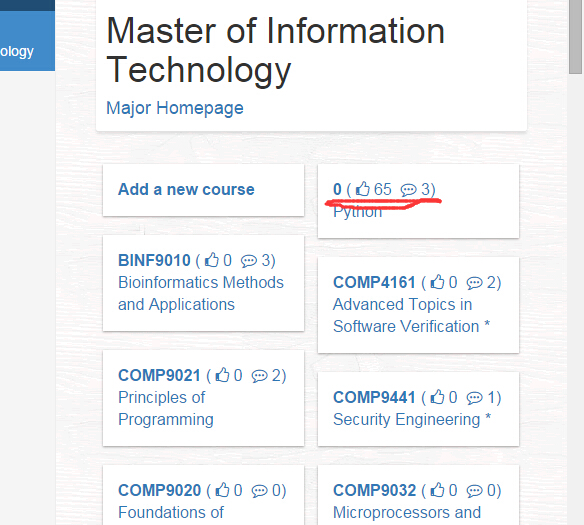 ology
Master of Information
Technology
Major Homepage
Add a new course
0 ( 65 3)
Python
BINF9010 ( 0 3)
Bioinformatics Methods
and Applications
COMP4161 ( 0 2)
Advanced Topics in
Software Verification *
COMP9021 ( 0 2)
Principles of
Programming
COMP9441 ( 0 1)
Security Engineering *
COMP9020 ( 0 0)
Foundations of
COMP9032 ( 0 0)
Microprocessors and